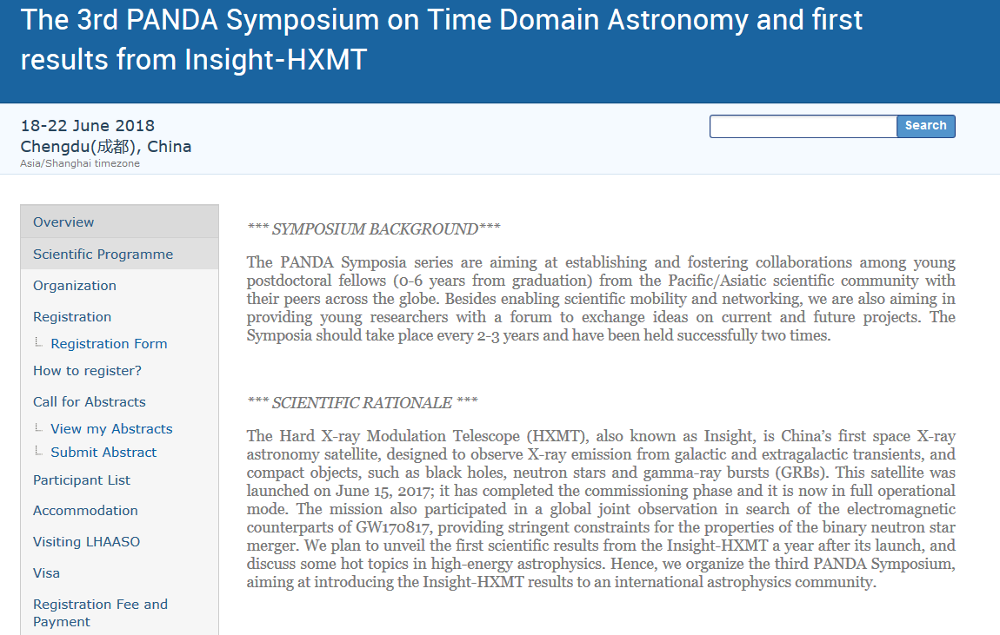 The 3rd PANDA Symposium on Time Domain Astronomy and first
results from Insight-HXMT
18-22 June 2018
Chengdu(成都), China
Asia/Shanghai timezone
Search
Overview
Scientific Programme
Organization
Registration
Registration Form
How to register?
Call for Abstracts
View my Abstracts
Submit Abstract
Participant List
Accommodation
Visiting LHAASO
Visa
Registration Fee and
Payment
*** SYMPOSIUM BACKGROUND***
The PANDA Symposia series are aiming at establishing and fostering collaborations among young
postdoctoral fellows (0-6 years from graduation) from the Pacific/Asiatic scientific community with
their peers across the globe. Besides enabling scientific mobility and networking, we are also aiming in
providing young researchers with a forum to exchange ideas on current and future projects. The
Symposia should take place every 2-3 years and have been held successfully two times.
*** SCIENTIFIC RATIONALE ***
The Hard X-ray Modulation Telescope (HXMT), also known as Insight, is China’s first space X-ray
astronomy satellite, designed to observe X-ray emission from galactic and extragalactic transients, and
compact objects, such as black holes, neutron stars and gamma-ray bursts (GRBs). This satellite was
launched on June 15, 2017; it has completed the commissioning phase and it is now in full operational
mode. The mission also participated in a global joint observation in search of the electromagnetic
counterparts of GW170817, providing stringent constraints for the properties of the binary neutron star
merger. We plan to unveil the first scientific results from the Insight-HXMT a year after its launch, and
discuss some hot topics in high-energy astrophysics. Hence, we organize the third PANDA Symposium,
aiming at introducing the Insight-HXMT results to an international astrophysics community.